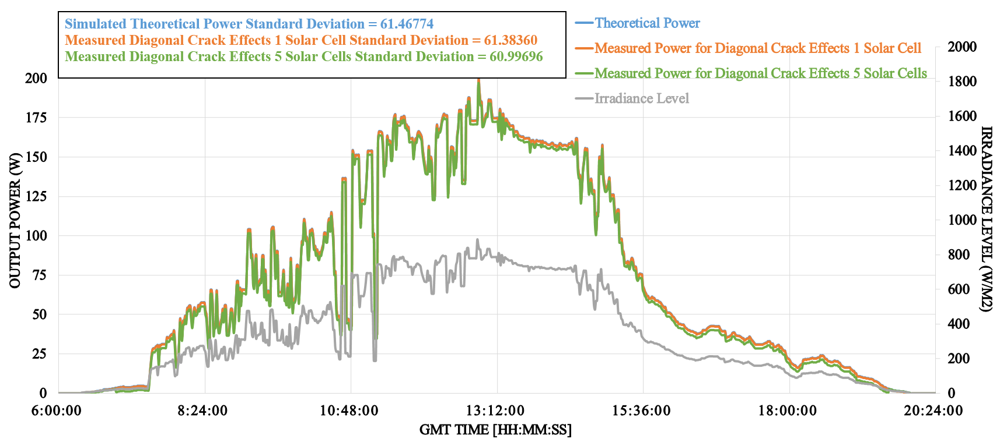 Simulated Theoretical Power Standard Deviation = 61.46774
Measured Diagonal Crack Effects 1 Solar Cell Standard Deviation = 61.38360
Measured Diagonal Crack Effects 5 Solar Cells Standard Deviation = 60.99696
Theoretical Power
Measured Power for Diagonal Crack Effects 1 Solar Cell
Measured Power for Diagonal Crack Effects 5 Solar Cells
Irradiance Level
OUTPUT POWER (W)
200
175
150
125
100
75
50
25
0
2000
1800
1600
1400
1200
1000
800
600
400
200
0
IRRADIANCE LEVEL (W/M2)
6:00:00
8:24:00
10:48:00
13:12:00
15:36:00
18:00:00
20:24:00
GMT TIME [HH:MM:SS]